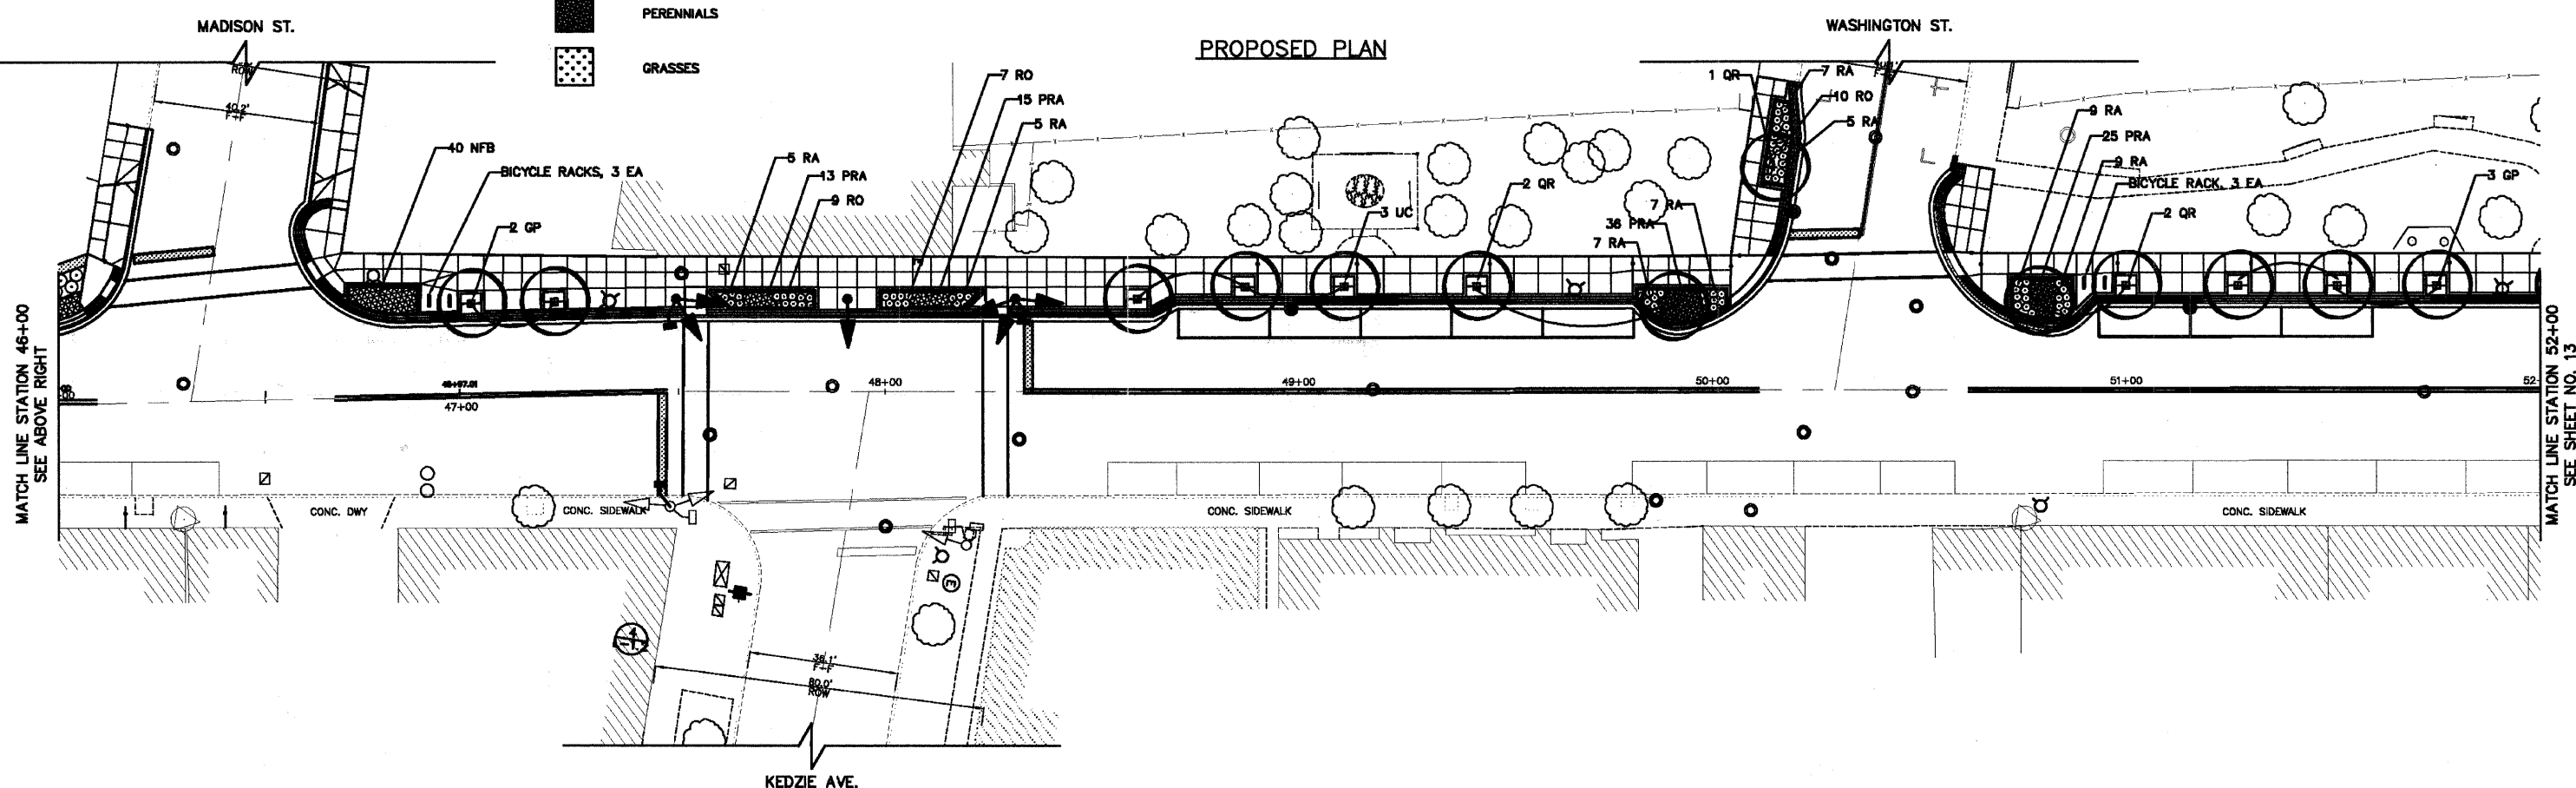 PERENNIALS
GRASSES
PROPOSED PLAN
MADISON ST.
WASHINGTON ST.
ROW
40.2'
F-F
40 NFB
BICYCLE RACKS, 3 EA
2 GP
5 RA
13 PRA
9 RO
7 RO
15 PRA
5 RA
3 UC
2 QR
7 RA
36 PRA
7 RA
1 QR
7 RA
10 RO
5 RA
9 RA
25 PRA
9 RA
BICYCLE RACK, 3 EA
2 QR
3 GP
MATCH LINE STATION 46+00
SEE ABOVE RIGHT
47+00
48+00
49+00
50+00
51+00
52+
MATCH LINE STATION 52+00
SEE SHEET NO. 13
CONC. DWY
CONC. SIDEWALK
CONC. SIDEWALK
CONC. SIDEWALK
E
4
36.1'
F-F
80.0'
ROW
KEDZIE AVE.